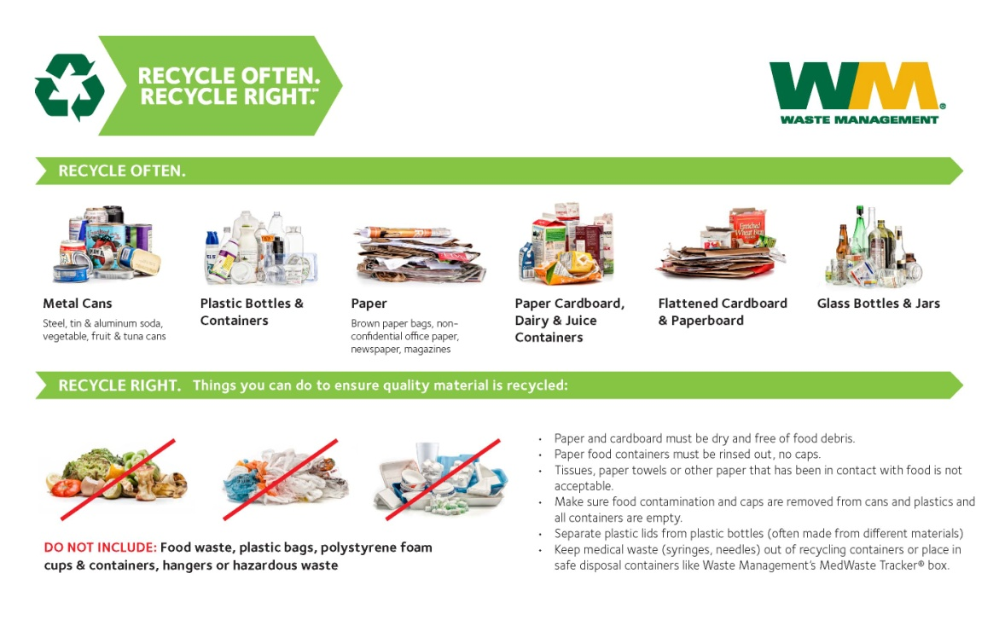 RECYCLE OFTEN.
RECYCLE RIGHT.℠
WM®
WASTE MANAGEMENT
RECYCLE OFTEN.
Metal Cans
Steel, tin & aluminum soda,
vegetable, fruit & tuna cans
Plastic Bottles &
Containers
Paper
Brown paper bags, non-
confidential office paper,
newspaper, magazines
Paper Cardboard,
Dairy & Juice
Containers
Flattened Cardboard
& Paperboard
Glass Bottles & Jars
RECYCLE RIGHT. Things you can do to ensure quality material is recycled:
DO NOT INCLUDE: Food waste, plastic bags, polystyrene foam
cups & containers, hangers or hazardous waste
• Paper and cardboard must be dry and free of food debris.
• Paper food containers must be rinsed out, no caps.
• Tissues, paper towels or other paper that has been in contact with food is not
acceptable.
• Make sure food contamination and caps are removed from cans and plastics and
all containers are empty.
• Separate plastic lids from plastic bottles (often made from different materials)
• Keep medical waste (syringes, needles) out of recycling containers or place in
safe disposal containers like Waste Management's MedWaste Tracker® box.